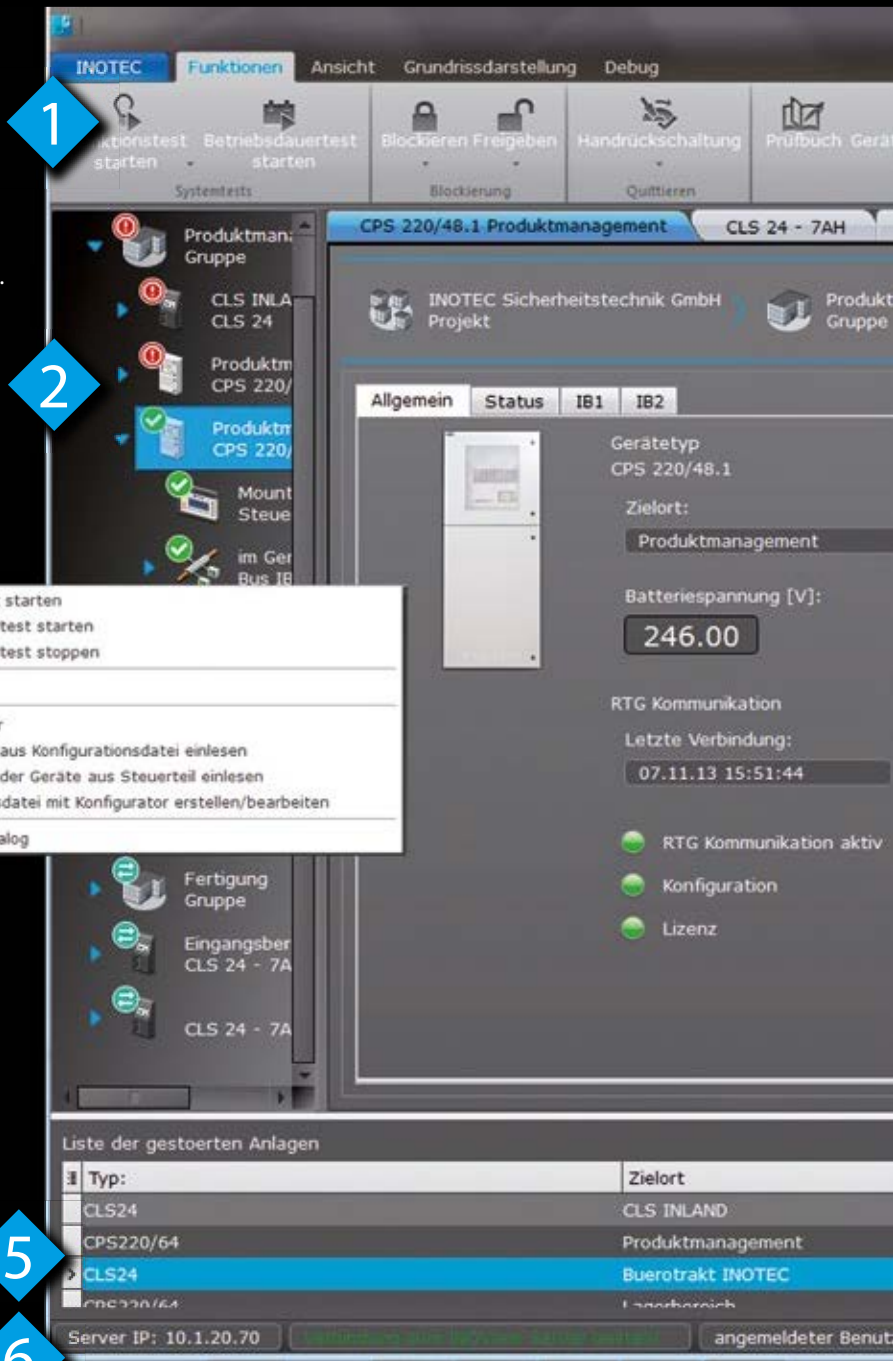 INOTEC Funktionen Ansicht Grundrissdarstellung Debug
1
ktionstest starten
Betriebsdauertest starten
Blockieren Freigeben
Handrückschaltung
Prüfbuch Gerät
Systemtests
Blockierung
Quittieren
2
Produktmana
Gruppe
CLS INLA
CLS 24
Produktm
CPS 220/
Produktm
CPS 220/
Mount
Steue
im Ger
Bus IB
starten
test starten
test stoppen
r
aus Konfigurationsdatei einlesen
der Geräte aus Steuerteil einlesen
sdatei mit Konfigurator erstellen/bearbeiten
alog
Fertigung
Gruppe
Eingangsber
CLS 24 - 7A
CLS 24 - 7A
CPS 220/48.1 Produktmanagement
CLS 24 - 7AH
INOTEC Sicherheitstechnik GmbH
Projekt
Produkt
Gruppe
Allgemein Status IB1 IB2
Gerätetyp
CPS 220/48.1
Zielort:
Produktmanagement
Batteriespannung [V]:
246.00
RTG Kommunikation
Letzte Verbindung:
07.11.13 15:51:44
RTG Kommunikation aktiv
Konfiguration
Lizenz
Liste der gestoerten Anlagen
Typ: Zielort
CLS24 CLS INLAND
5
CPS220/64 Produktmanagement
CLS24 Buerotrakt INOTEC
CPS220/64 Lagerbereich
6
Server IP: 10.1.20.70
angemeldeter Benutz